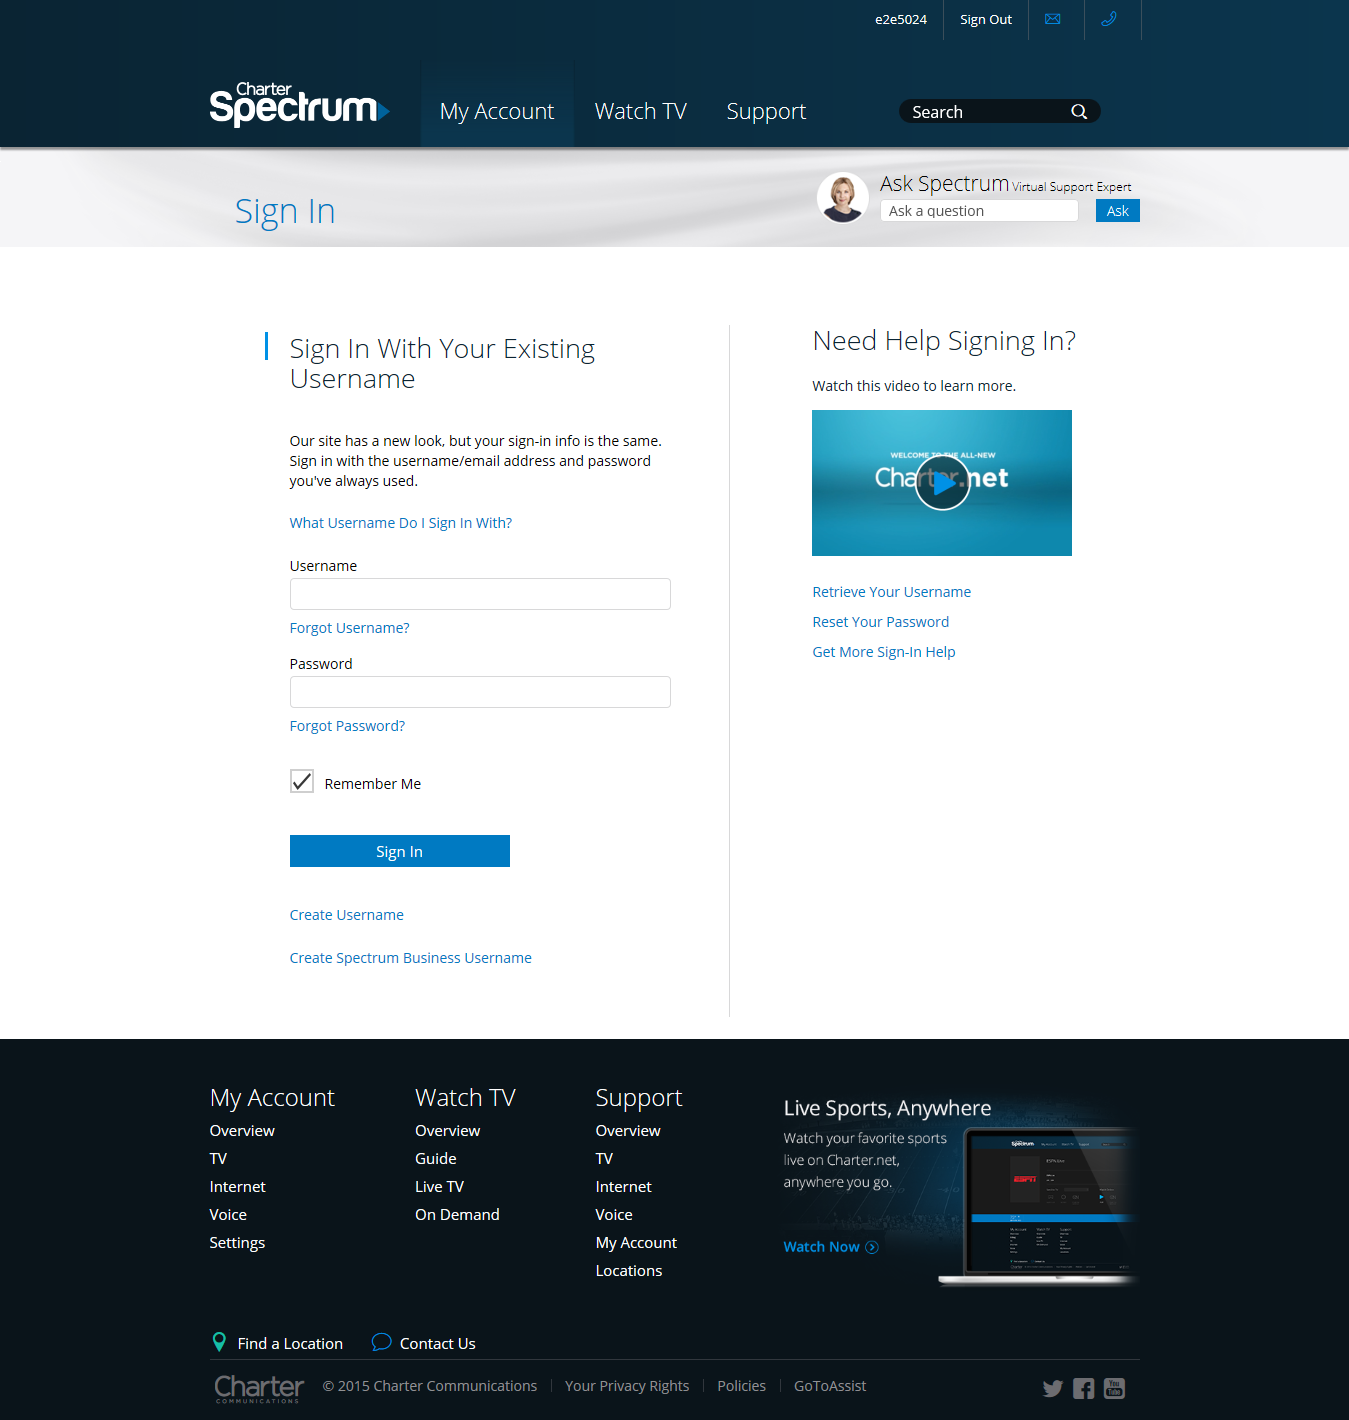 e2e5024
Sign Out
Charter
Spectrum
My Account
Watch TV
Support
Search
Sign In
Ask Spectrum Virtual Support Expert
Ask a question
Ask
Sign In With Your Existing
Username
Our site has a new look, but your sign-in info is the same.
Sign in with the username/email address and password
you've always used.
What Username Do I Sign In With?
Username
Forgot Username?
Password
Forgot Password?
Remember Me
Sign In
Create Username
Create Spectrum Business Username
Need Help Signing In?
Watch this video to learn more.
WELCOME TO THE ALL-NEW
Charter.net
Retrieve Your Username
Reset Your Password
Get More Sign-In Help
My Account
Overview
TV
Internet
Voice
Settings
Watch TV
Overview
Guide
Live TV
On Demand
Support
Overview
TV
Internet
Voice
My Account
Locations
Live Sports, Anywhere
Watch your favorite sports
live on Charter.net,
anywhere you go.
Watch Now
Spectrum
ESPN
Charter
Find a Location
Contact Us
Charter
COMMUNICATIONS
© 2015 Charter Communications
Your Privacy Rights
Policies
GoToAssist
You
Tube